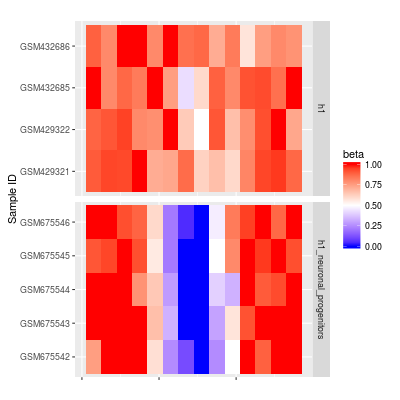 GSM432686
GSM432685
GSM429322
GSM429321
h1
GSM675546
GSM675545
GSM675544
GSM675543
GSM675542
h1_neuronal_progenitors
Sample ID
beta
1.00
0.75
0.50
0.25
0.00